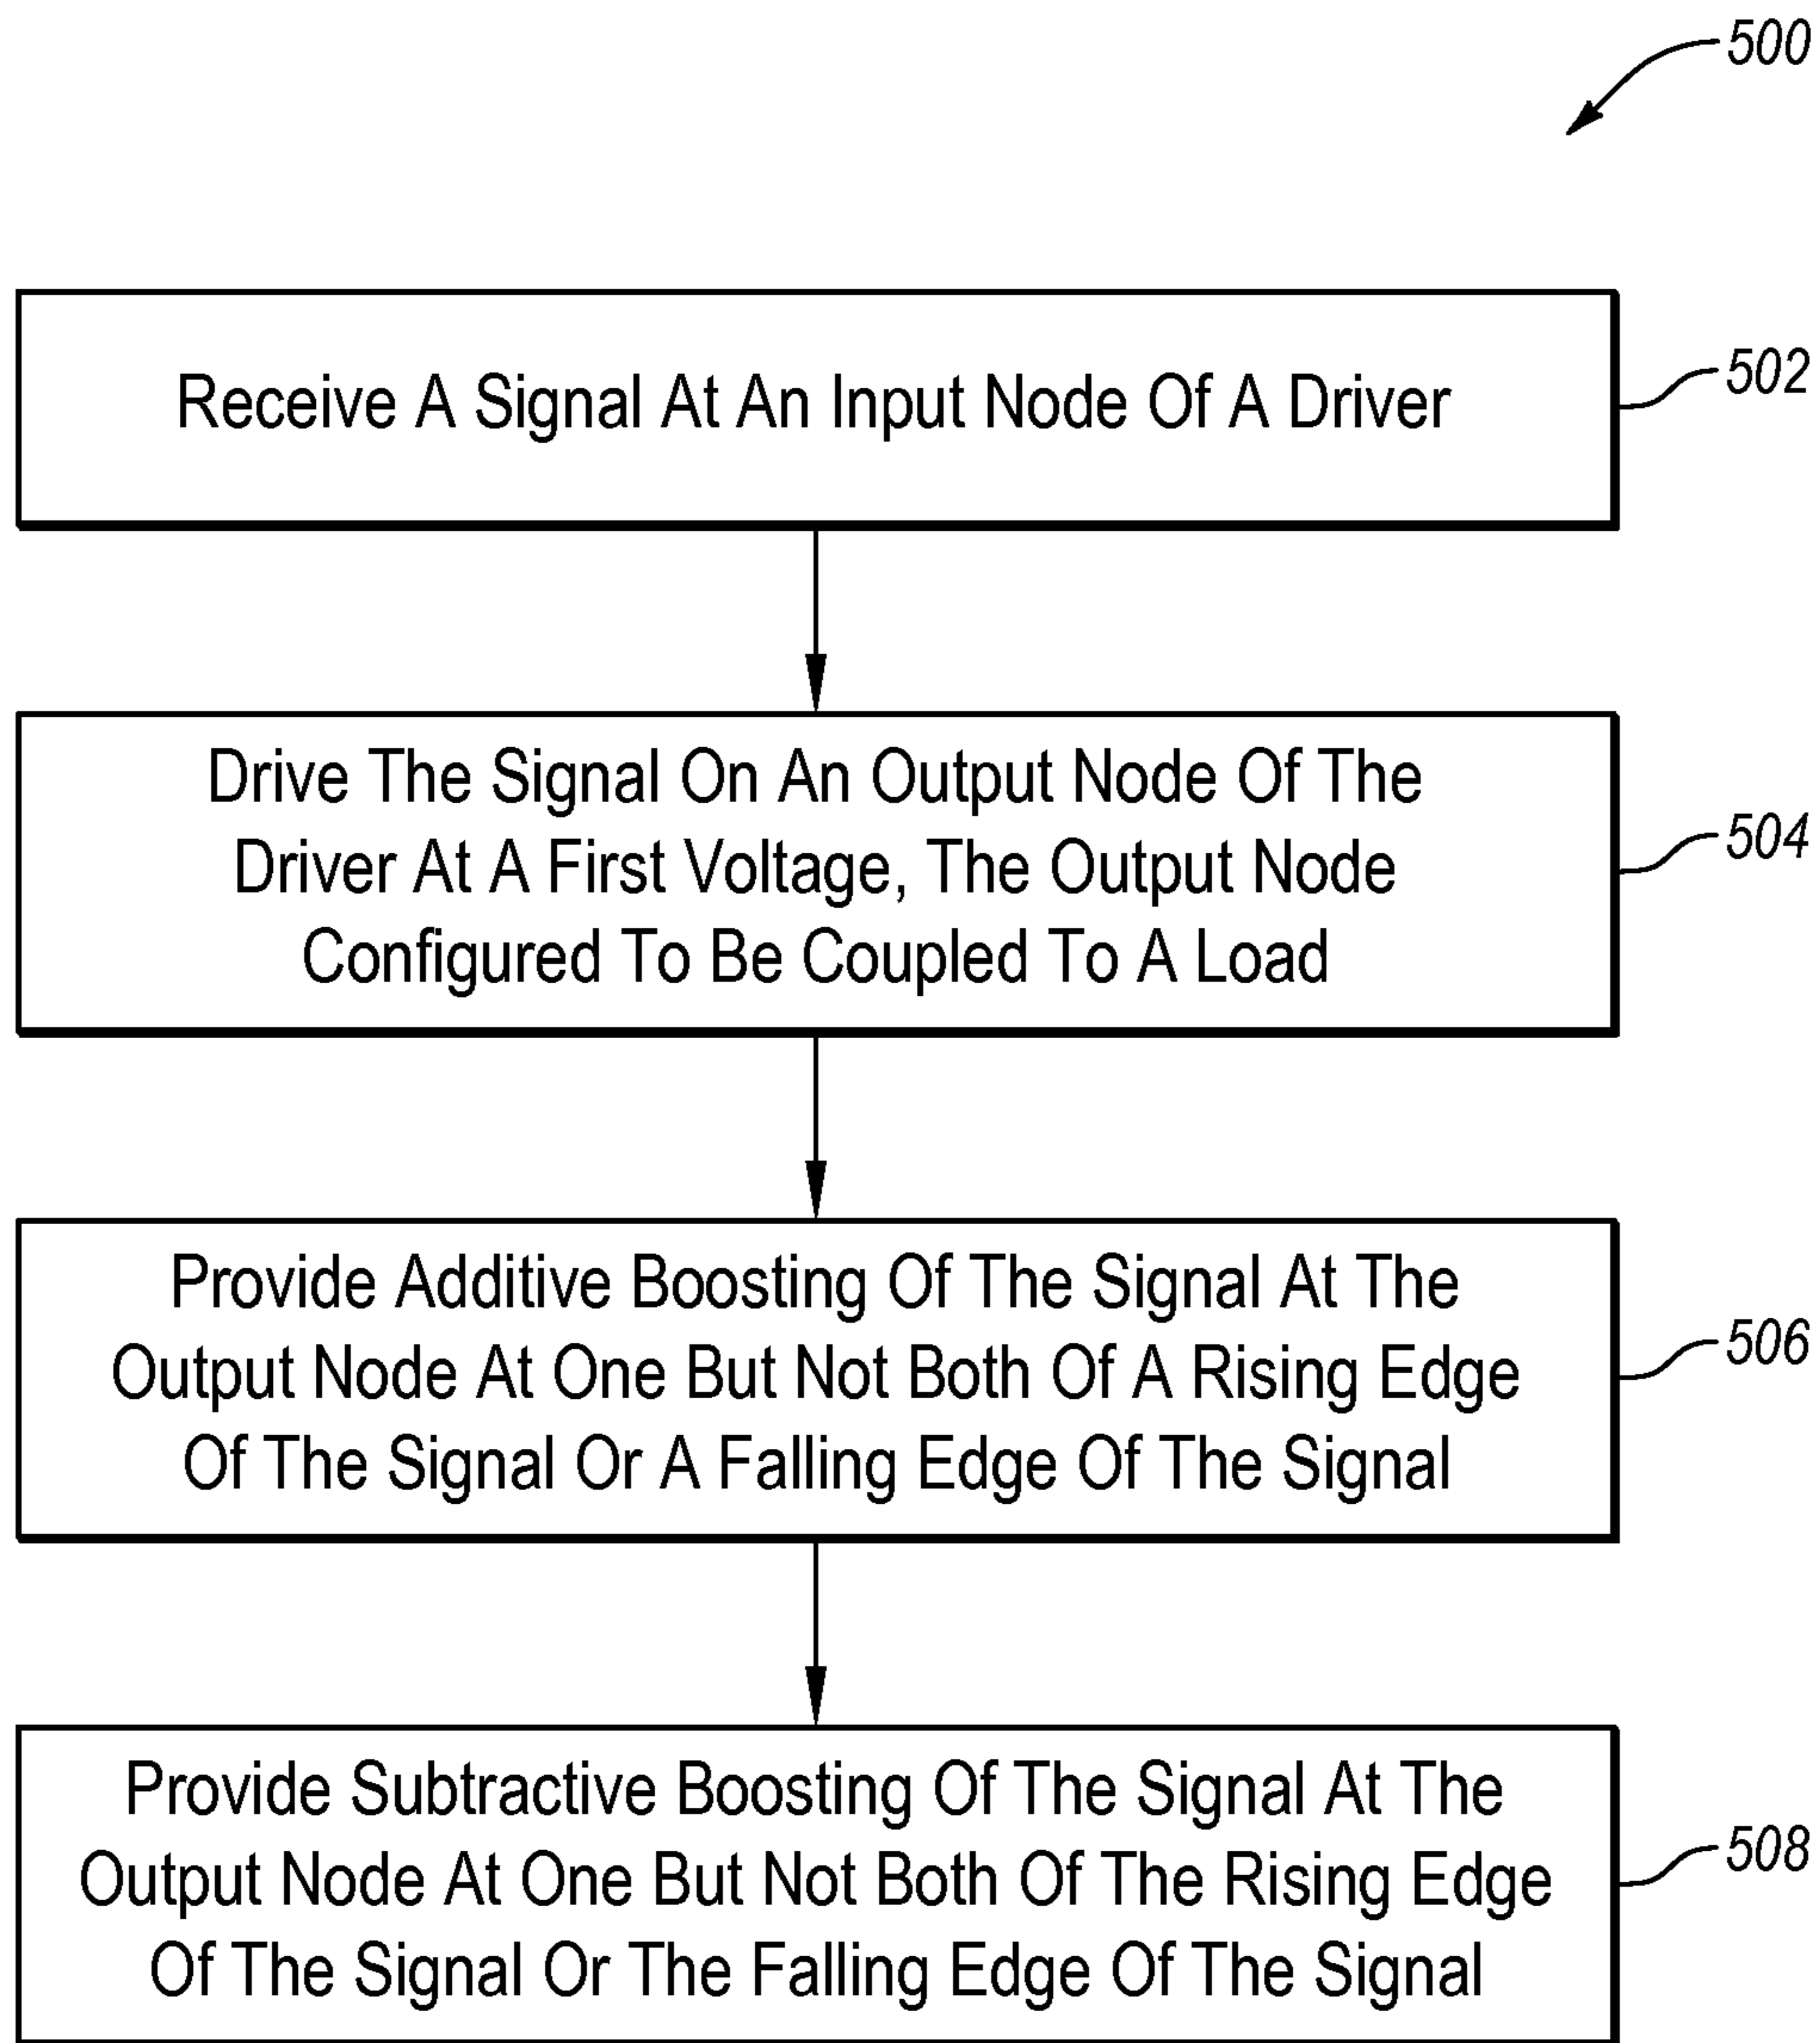 500
Receive A Signal At An Input Node Of A Driver
502
Drive The Signal On An Output Node Of The
Driver At A First Voltage, The Output Node
Configured To Be Coupled To A Load
504
Provide Additive Boosting Of The Signal At The
Output Node At One But Not Both Of A Rising Edge
Of The Signal Or A Falling Edge Of The Signal
506
Provide Subtractive Boosting Of The Signal At The
Output Node At One But Not Both Of The Rising Edge
Of The Signal Or The Falling Edge Of The Signal
508